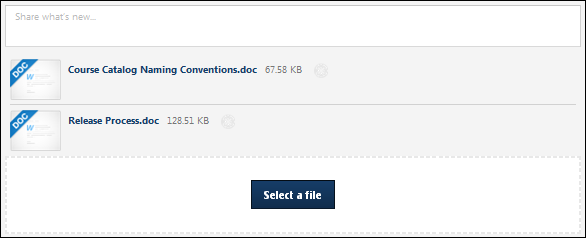 Share what's new...
DOC
Course Catalog Naming Conventions.doc 67.58 KB
DOC
Release Process.doc 128.51 KB
Select a file